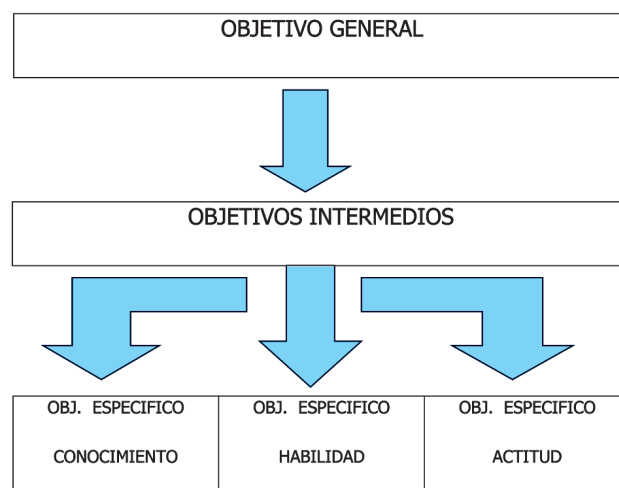 OBJETIVO GENERAL
OBJETIVOS INTERMEDIOS
OBJ. ESPECIFICO
CONOCIMIENTO
OBJ. ESPECIFICO
HABILIDAD
OBJ. ESPECIFICO
ACTITUD